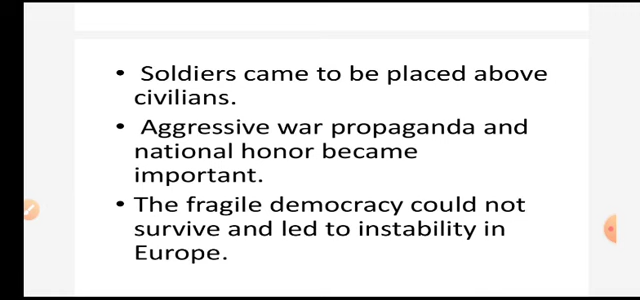 • Soldiers came to be placed above
civilians.
• Aggressive war propaganda and
national honor became
important.
• The fragile democracy could not
survive and led to instability in
Europe.